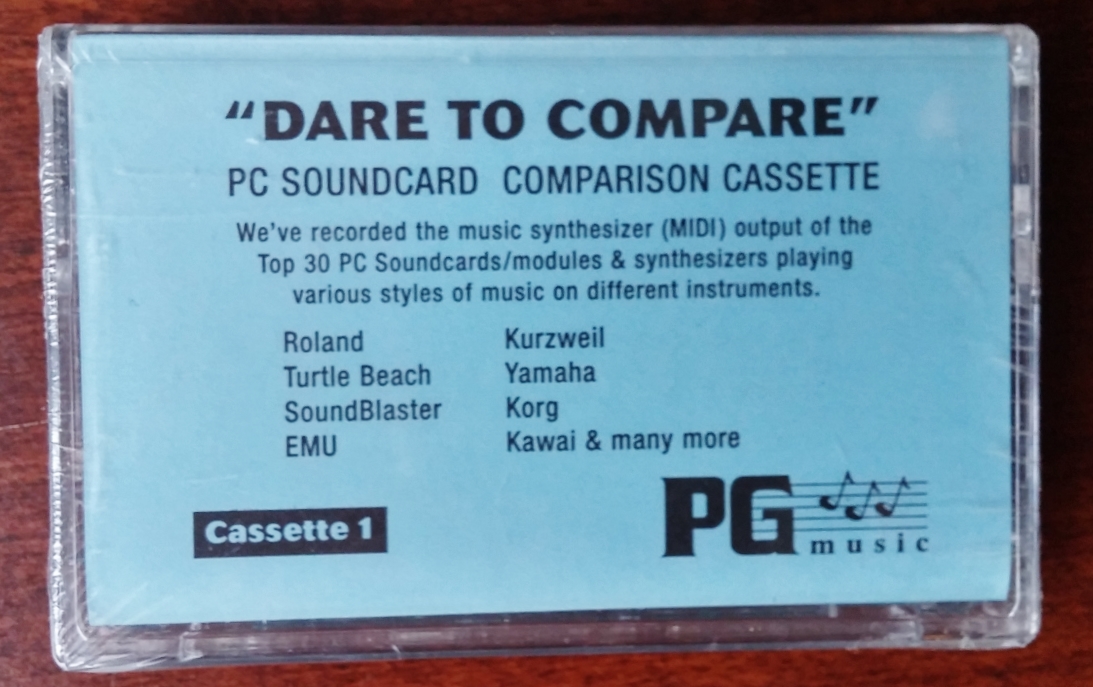 “DARE TO COMPARE”
PC SOUNDCARD COMPARISON CASSETTE
We've recorded the music synthesizer (MIDI) output of the
Top 30 PC Soundcards/modules & synthesizers playing
various styles of music on different instruments.
Roland
Turtle Beach
SoundBlaster
EMU
Kurzweil
Yamaha
Korg
Kawai & many more
Cassette 1
PG
music